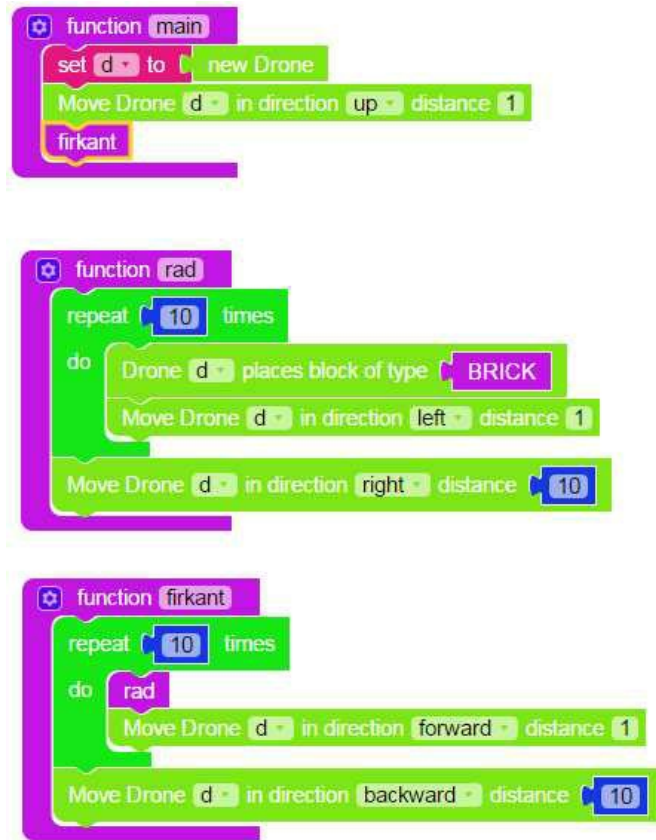 function main
set d to new Drone
Move Drone d in direction up distance 1
firkant
function rad
repeat 10 times
do
Drone d places block of type BRICK
Move Drone d in direction left distance 1
Move Drone d in direction right distance 10
function firkant
repeat 10 times
do rad
Move Drone d in direction forward distance 1
Move Drone d in direction backward distance 10